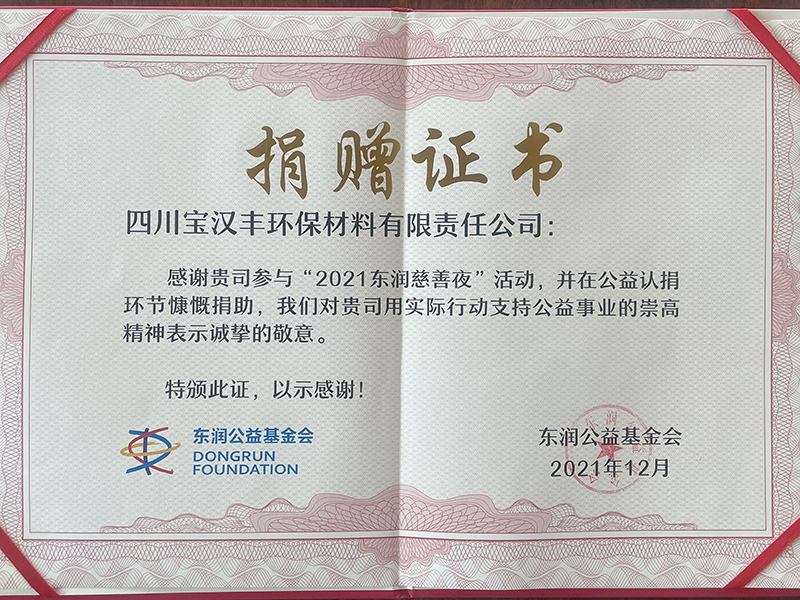 捐赠证书
四川宝汉丰环保材料有限责任公司：
感谢贵司参与“2021东润慈善夜”活动，并在公益认捐
环节慷慨捐助，我们对贵司用实际行动支持公益事业的崇高
精神表示诚挚的敬意。
特颁此证，以示感谢！
东润公益基金会
DONGRUN
FOUNDATION
东润公益基金会
2021年12月